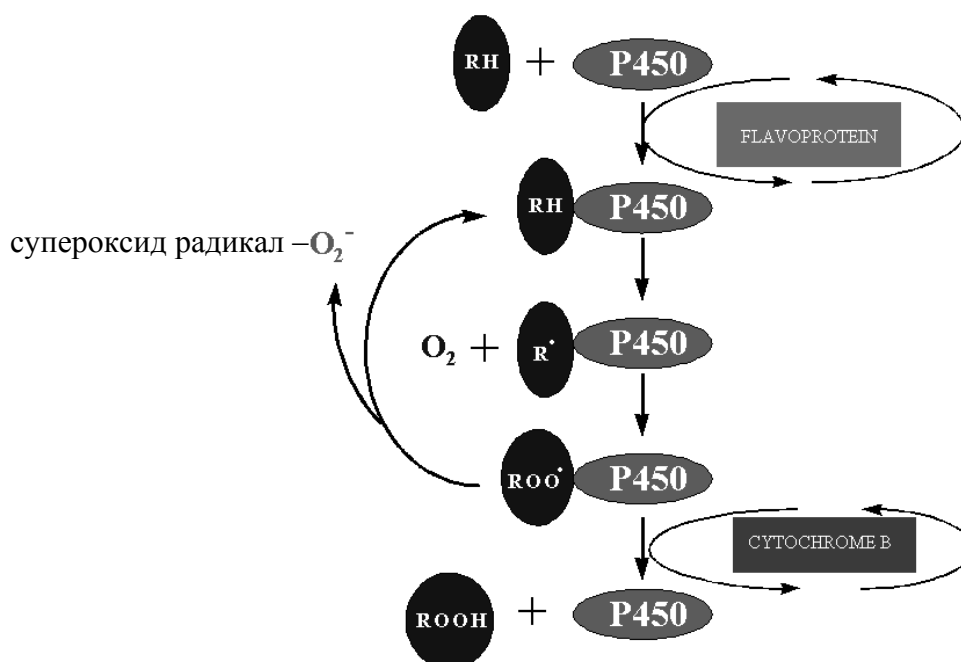 RH + P450
FLAVOPROTEIN
RH P450
супероксид радикал –O₂⁻
O₂ + R• P450
ROO• P450
CYTOCHROME B
ROOH + P450